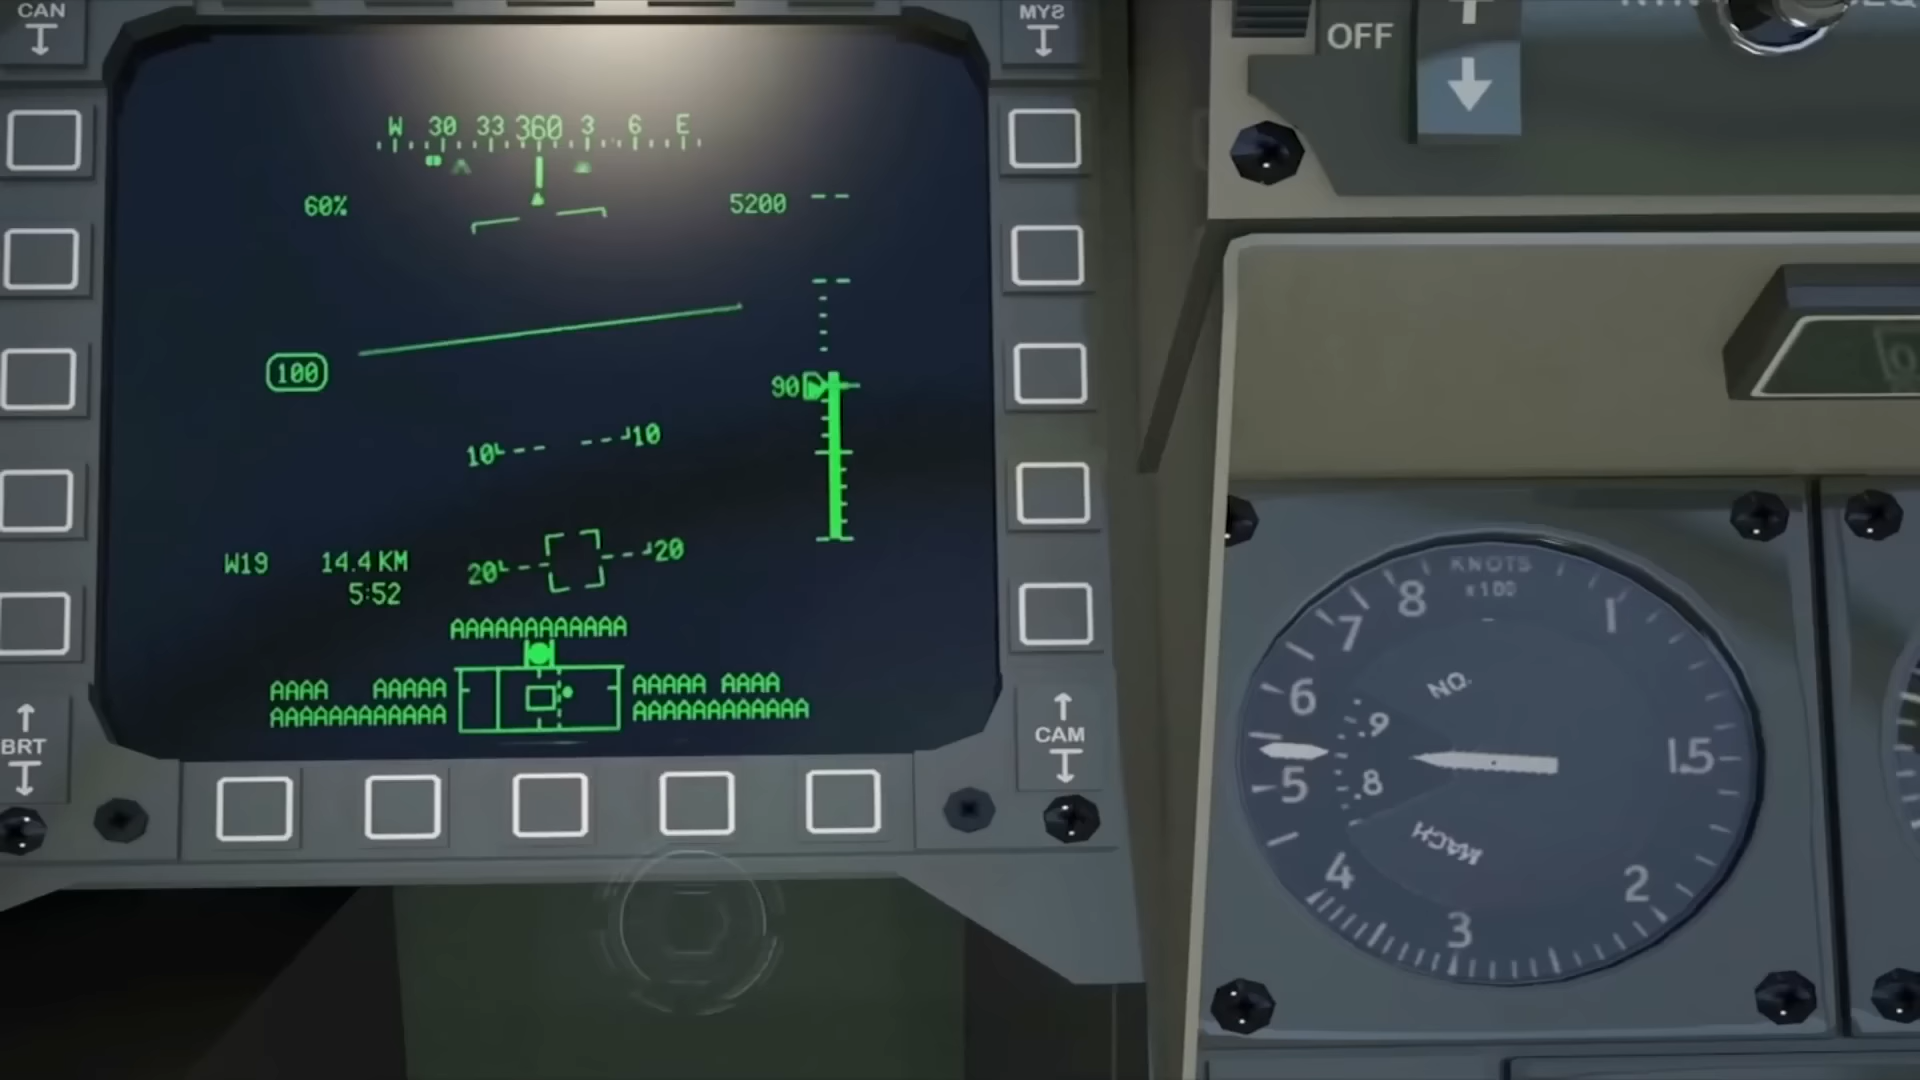 CAN
SYM
OFF
W 30 33 360 3 6 E
60%
5200
100
90
10 10
W19 14.4 KM
20 20
5:52
AAAAAAAAAAAA
AAAA AAAAA
AAAAA AAAA
AAAAAAAAAAAA
AAAAAAAAAAAA
BRT
CAM
KNOTS
x100
8 1
7
6
NO.
.9
1.5
5
.8
MACH
4 2
3